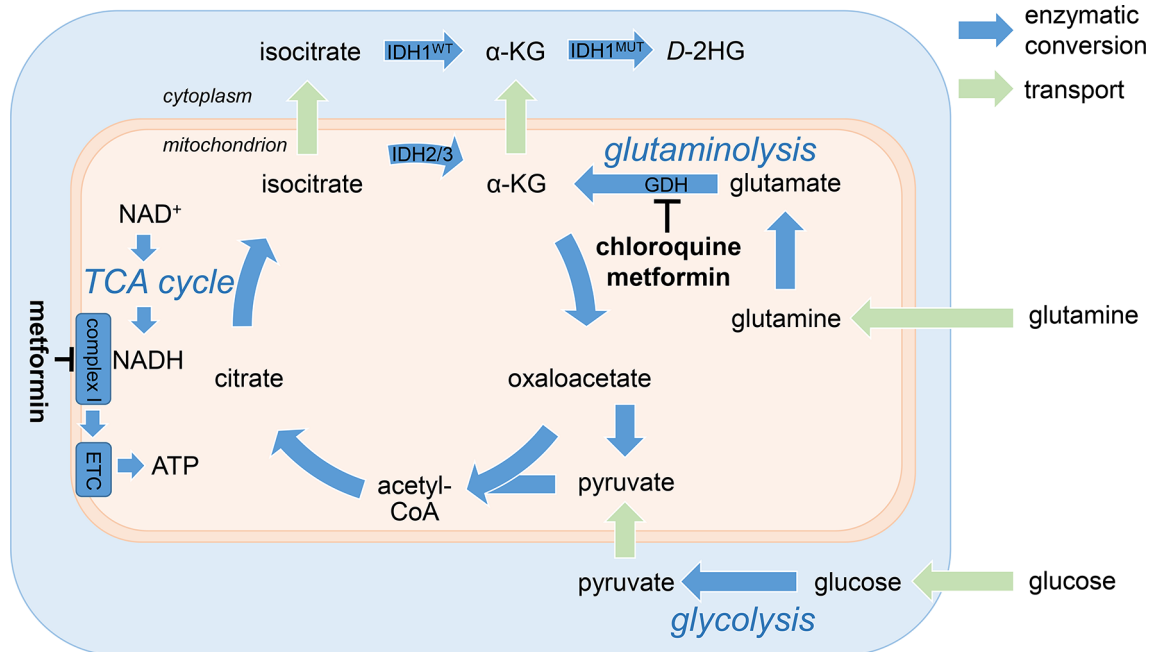 enzymatic
conversion
transport
isocitrate
IDH1ᵂᵀ
α-KG
IDH1ᴹᵁᵀ
D-2HG
cytoplasm
mitochondrion
IDH2/3
glutaminolysis
isocitrate
α-KG
GDH
glutamate
NAD⁺
chloroquine
metformin
TCA cycle
metformin
complex I
NADH
glutamine
glutamine
citrate
oxaloacetate
ETC
ATP
acetyl-
CoA
pyruvate
pyruvate
glucose
glucose
glycolysis